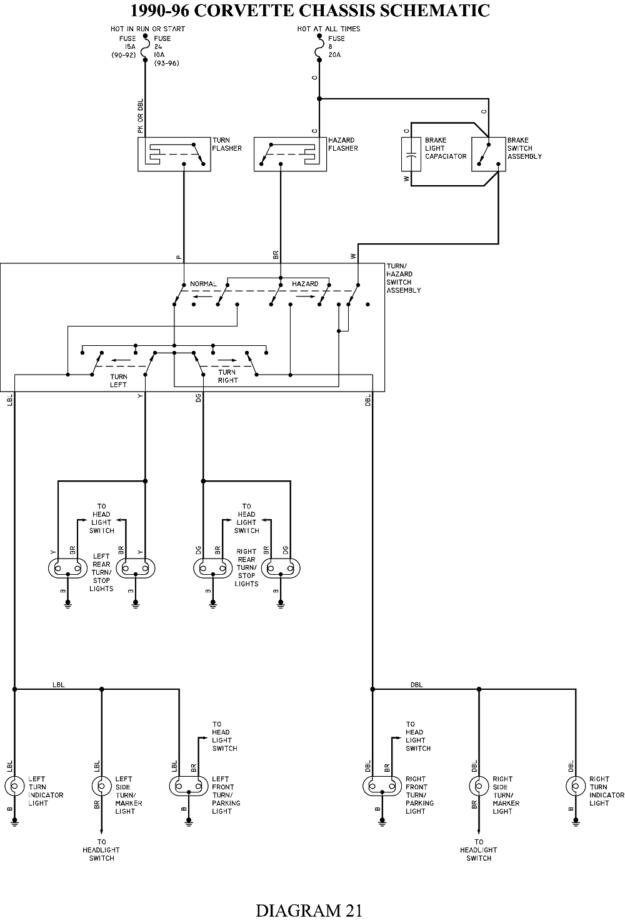 1990-96 CORVETTE CHASSIS SCHEMATIC
HOT IN RUN OR START
FUSE
15A
(90-92)
FUSE
24
10A
(93-96)
HOT AT ALL TIMES
FUSE
8
20A
PK OR DBL
C
C
C
C
W
TURN
FLASHER
HAZARD
FLASHER
BRAKE
LIGHT
CAPACIATOR
BRAKE
SWITCH
ASSEMBLY
P
BR
W
TURN/
HAZARD
SWITCH
ASSEMBLY
NORMAL
HAZARD
TURN
LEFT
TURN
RIGHT
LBL
Y
DG
DBL
TO
HEAD
LIGHT
SWITCH
TO
HEAD
LIGHT
SWITCH
Y
BR
BR
Y
DG
BR
BR
DG
LEFT
REAR
TURN/
STOP
LIGHTS
RIGHT
REAR
TURN/
STOP
LIGHTS
B
B
B
B
LBL
DBL
TO
HEAD
LIGHT
SWITCH
TO
HEAD
LIGHT
SWITCH
LBL
LBL
LBL
BR
DBL
BR
DBL
DBL
LEFT
TURN
INDICATOR
LIGHT
LEFT
SIDE
TURN/
MARKER
LIGHT
LEFT
FRONT
TURN/
PARKING
LIGHT
RIGHT
FRONT
TURN/
PARKING
LIGHT
RIGHT
SIDE
TURN/
MARKER
LIGHT
RIGHT
TURN
INDICATOR
LIGHT
B
BR
B
B
BR
B
TO
HEADLIGHT
SWITCH
TO
HEADLIGHT
SWITCH
DIAGRAM 21